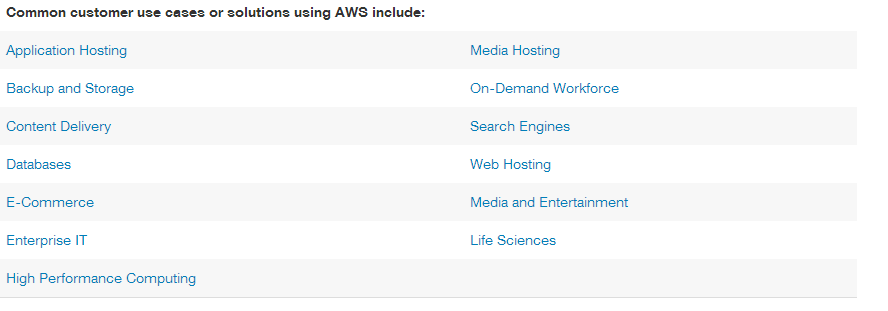 Common customer use cases or solutions using AWS include:
Application Hosting
Media Hosting
Backup and Storage
On-Demand Workforce
Content Delivery
Search Engines
Databases
Web Hosting
E-Commerce
Media and Entertainment
Enterprise IT
Life Sciences
High Performance Computing